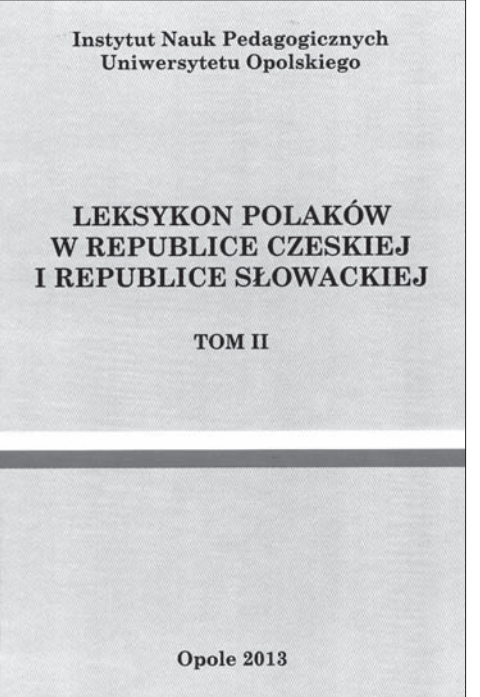 Instytut Nauk Pedagogicznych
Uniwersytetu Opolskiego
LEKSYKON POLAKÓW
W REPUBLICE CZESKIEJ
I REPUBLICE SŁOWACKIEJ
TOM II
Opole 2013